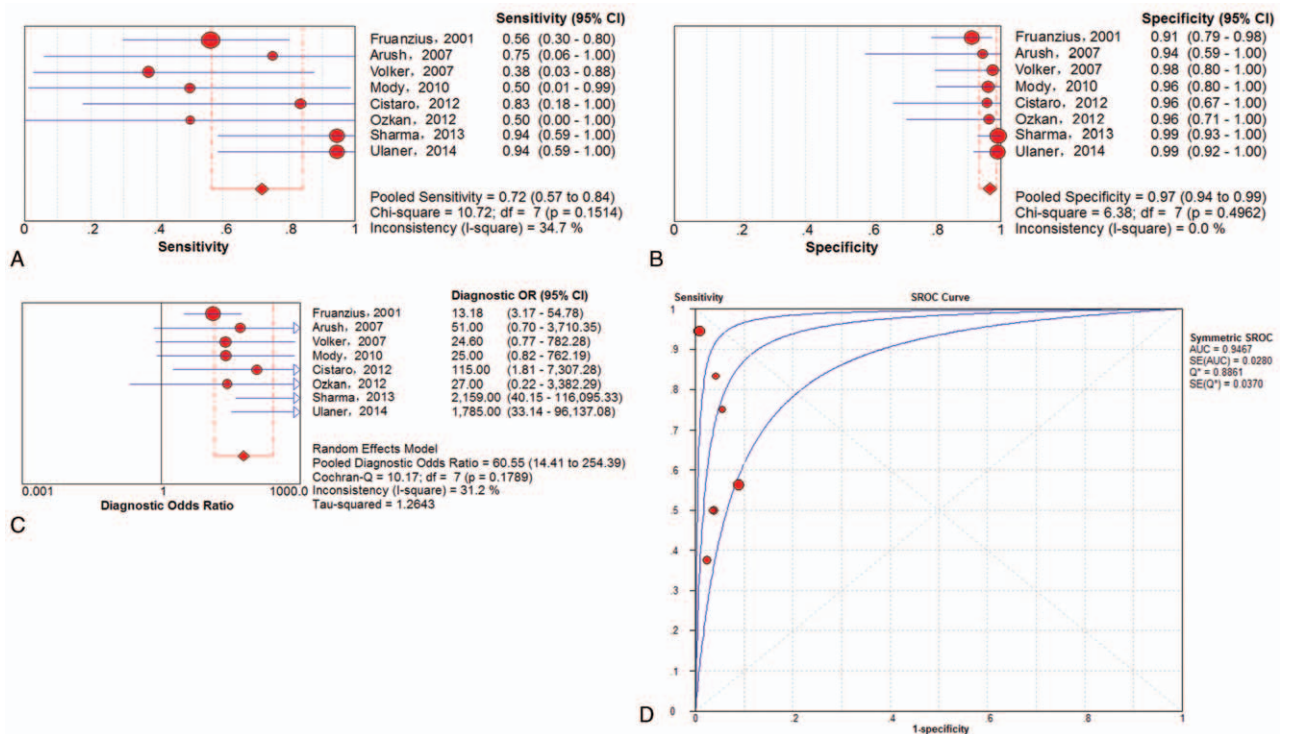 Sensitivity (95% CI)
Fruanzius, 2001 0.56 (0.30 - 0.80)
Arush, 2007 0.75 (0.06 - 1.00)
Volker, 2007 0.38 (0.03 - 0.88)
Mody, 2010 0.50 (0.01 - 0.99)
Cistaro, 2012 0.83 (0.18 - 1.00)
Ozkan, 2012 0.50 (0.00 - 1.00)
Sharma, 2013 0.94 (0.59 - 1.00)
Ulaner, 2014 0.94 (0.59 - 1.00)
Pooled Sensitivity = 0.72 (0.57 to 0.84)
Chi-square = 10.72; df = 7 (p = 0.1514)
Inconsistency (I-square) = 34.7 %
0 .2 .4 .6 .8 1
Sensitivity
A
Specificity (95% CI)
Fruanzius, 2001 0.91 (0.79 - 0.98)
Arush, 2007 0.94 (0.59 - 1.00)
Volker, 2007 0.98 (0.80 - 1.00)
Mody, 2010 0.96 (0.80 - 1.00)
Cistaro, 2012 0.96 (0.67 - 1.00)
Ozkan, 2012 0.96 (0.71 - 1.00)
Sharma, 2013 0.99 (0.93 - 1.00)
Ulaner, 2014 0.99 (0.92 - 1.00)
Pooled Specificity = 0.97 (0.94 to 0.99)
Chi-square = 6.38; df = 7 (p = 0.4962)
Inconsistency (I-square) = 0.0 %
0 .2 .4 .6 .8 1
Specificity
B
Diagnostic OR (95% CI)
Fruanzius, 2001 13.18 (3.17 - 54.78)
Arush, 2007 51.00 (0.70 - 3,710.35)
Volker, 2007 24.60 (0.77 - 782.28)
Mody, 2010 25.00 (0.82 - 762.19)
Cistaro, 2012 115.00 (1.81 - 7,307.28)
Ozkan, 2012 27.00 (0.22 - 3,382.29)
Sharma, 2013 2,159.00 (40.15 - 116,095.33)
Ulaner, 2014 1,785.00 (33.14 - 96,137.08)
Random Effects Model
Pooled Diagnostic Odds Ratio = 60.55 (14.41 to 254.39)
Cochran-Q = 10.17; df = 7 (p = 0.1789)
Inconsistency (I-square) = 31.2 %
Tau-squared = 1.2643
0.001 1 1000.0
Diagnostic Odds Ratio
C
Sensitivity SROC Curve
1
.9
.8
.7
.6
.5
.4
.3
.2
.1
0
0 .2 .4 .6 .8 1
1-specificity
Symmetric SROC
AUC = 0.9467
SE(AUC) = 0.0280
Q* = 0.8861
SE(Q*) = 0.0370
D